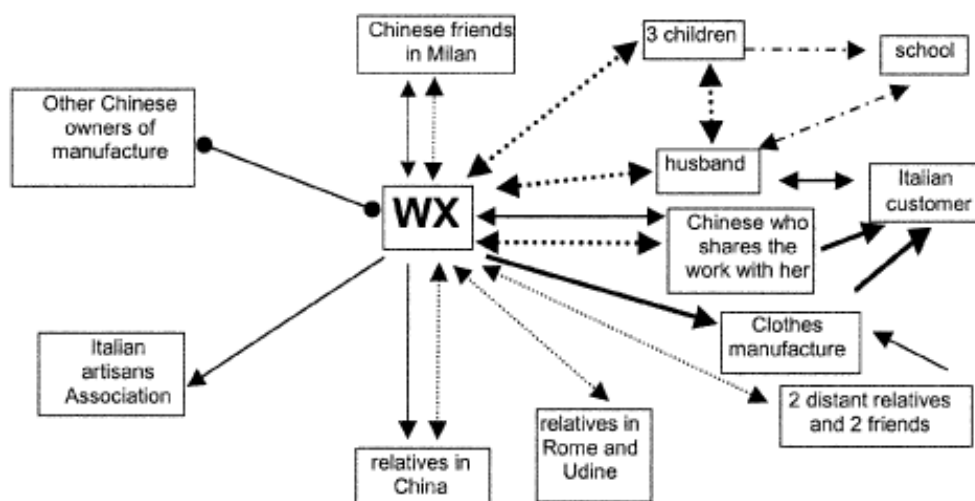 Chinese friends
in Milan
3 children
school
Other Chinese
owners of
manufacture
husband
Italian
customer
WX
Chinese who
shares the
work with her
Clothes
manufacture
Italian
artisans
Association
2 distant relatives
and 2 friends
relatives in
Rome and
Udine
relatives in
China